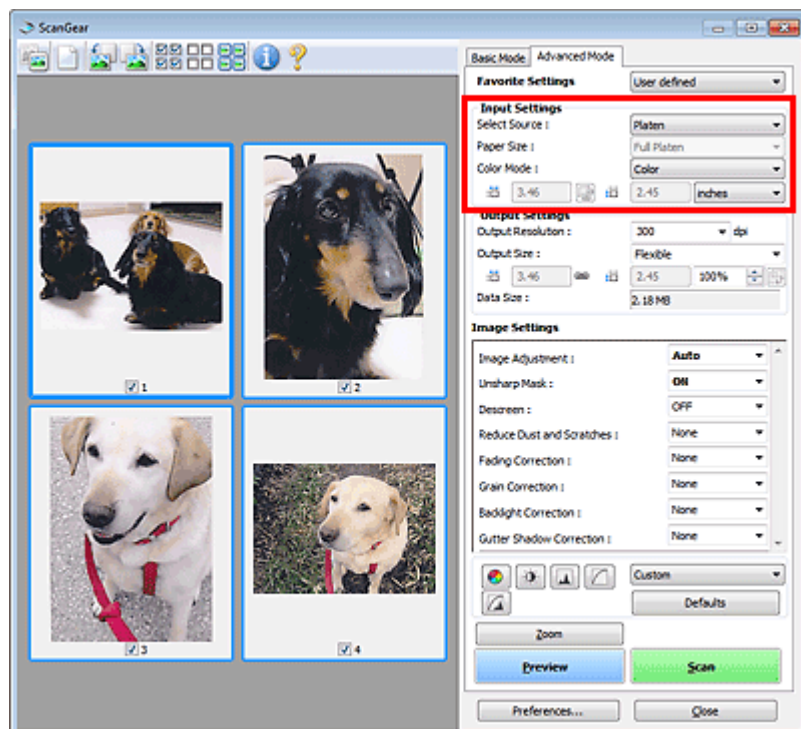 ScanGear
Basic Mode Advanced Mode
Favorite Settings User defined
Input Settings
Select Source : Platen
Paper Size : Full Platen
Color Mode : Color
3.46 2.45 inches
Output Settings
Output Resolution : 300 dpi
Output Size : Flexible
3.46 2.45 100%
Data Size : 2.18 MB
Image Settings
Image Adjustment : Auto
Unsharp Mask : ON
Descreen : OFF
Reduce Dust and Scratches : None
Fading Correction : None
Grain Correction : None
Backlight Correction : None
Gutter Shadow Correction : None
Custom
Defaults
Zoom
Preview Scan
Preferences... Close
1 2
3 4